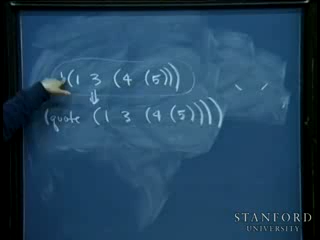 '(1 3 (4 (5)))
(quote (1 3 (4 (5))))
STANFORD
UNIVERSITY